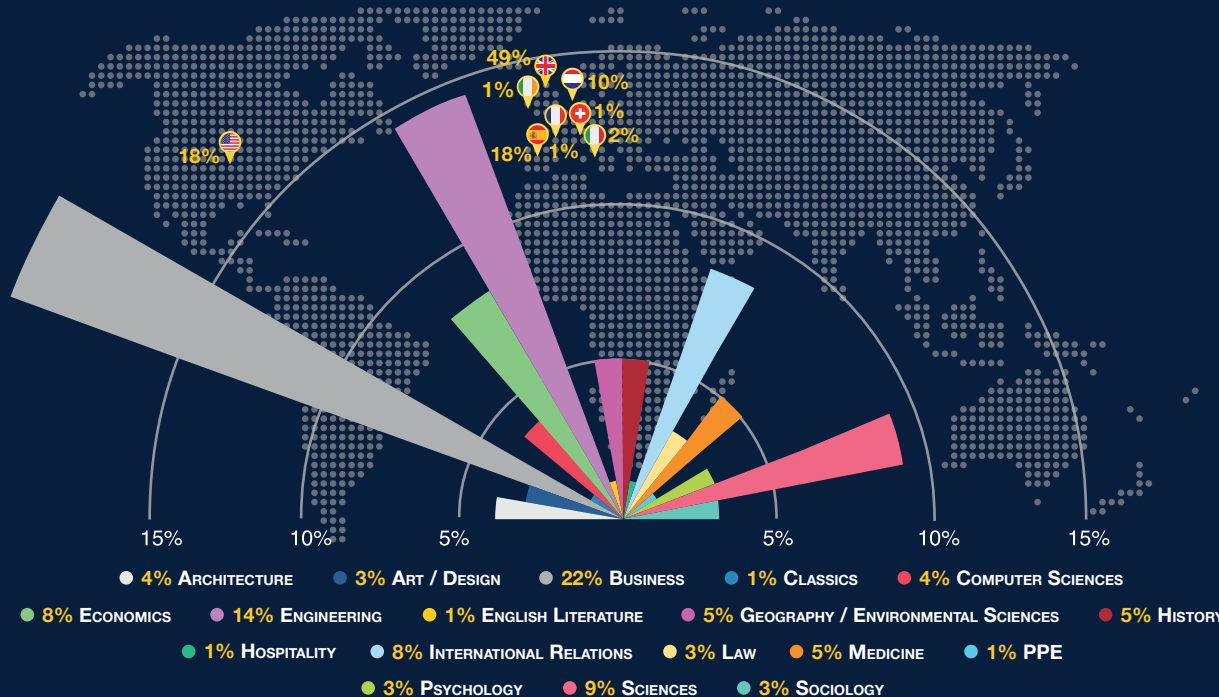 49%
1% 10%
1%
18% 18% 1% 2%
15% 10% 5% 5% 10% 15%
4% Architecture 3% Art / Design 22% Business 1% Classics 4% Computer Sciences
8% Economics 14% Engineering 1% English Literature 5% Geography / Environmental Sciences 5% History
1% Hospitality 8% International Relations 3% Law 5% Medicine 1% PPE
3% Psychology 9% Sciences 3% Sociology